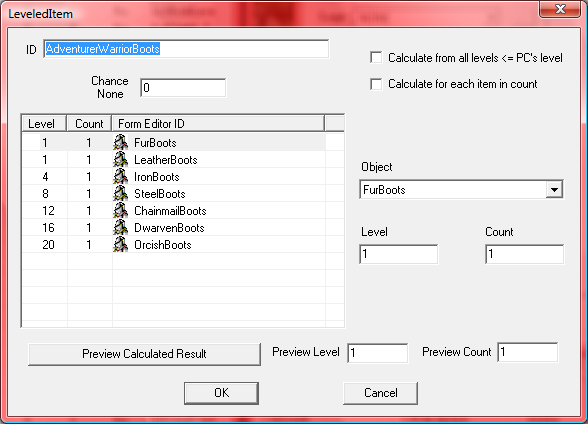 LeveledItem
ID AdventurerWarriorBoots
Calculate from all levels <= PC's level
Chance None 0
Calculate for each item in count
Level Count Form Editor ID
1 1 FurBoots
1 1 LeatherBoots
4 1 IronBoots
8 1 SteelBoots
12 1 ChainmailBoots
16 1 DwarvenBoots
20 1 OrcishBoots
Object
FurBoots
Level Count
1 1
Preview Calculated Result Preview Level 1 Preview Count 1
OK Cancel